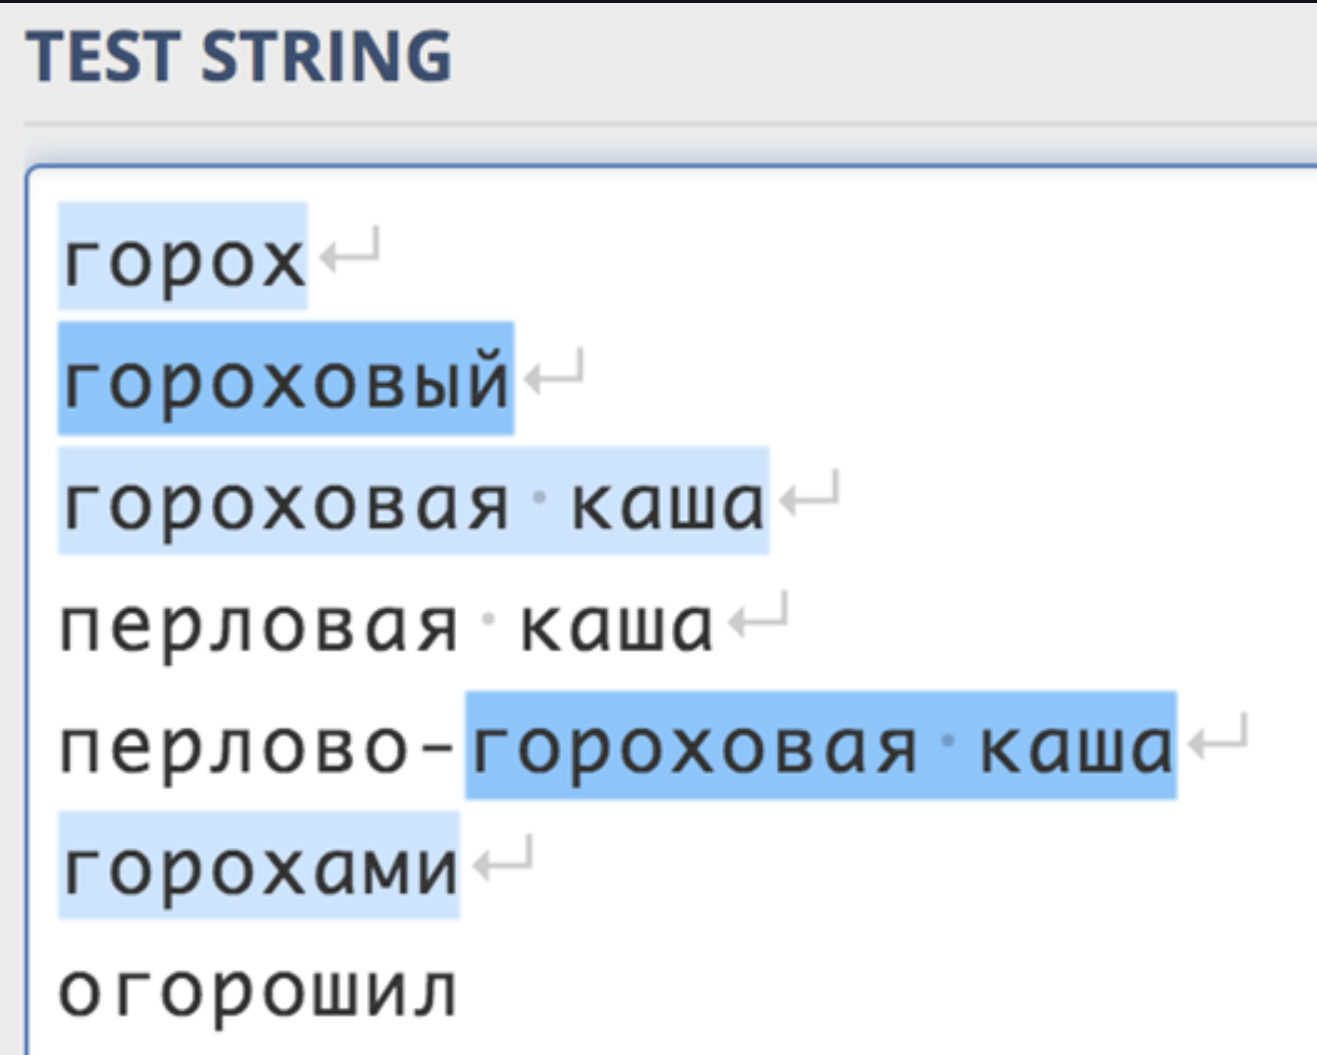 TEST STRING
горох
гороховый
гороховая каша
перловая каша
перлово-гороховая каша
горохами
огорошил